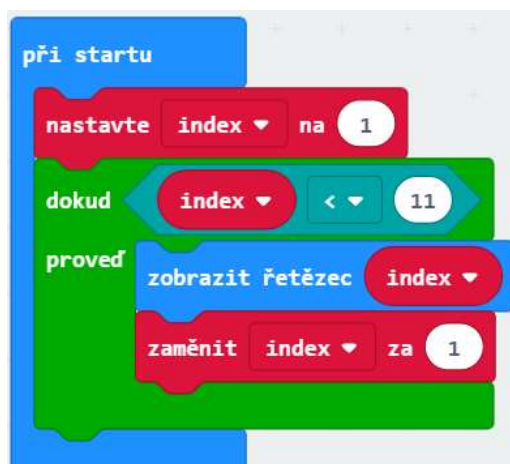 při startu
nastavte index na 1
dokud index < 11
proveď
zobrazit řetězec index
zaměnit index za 1